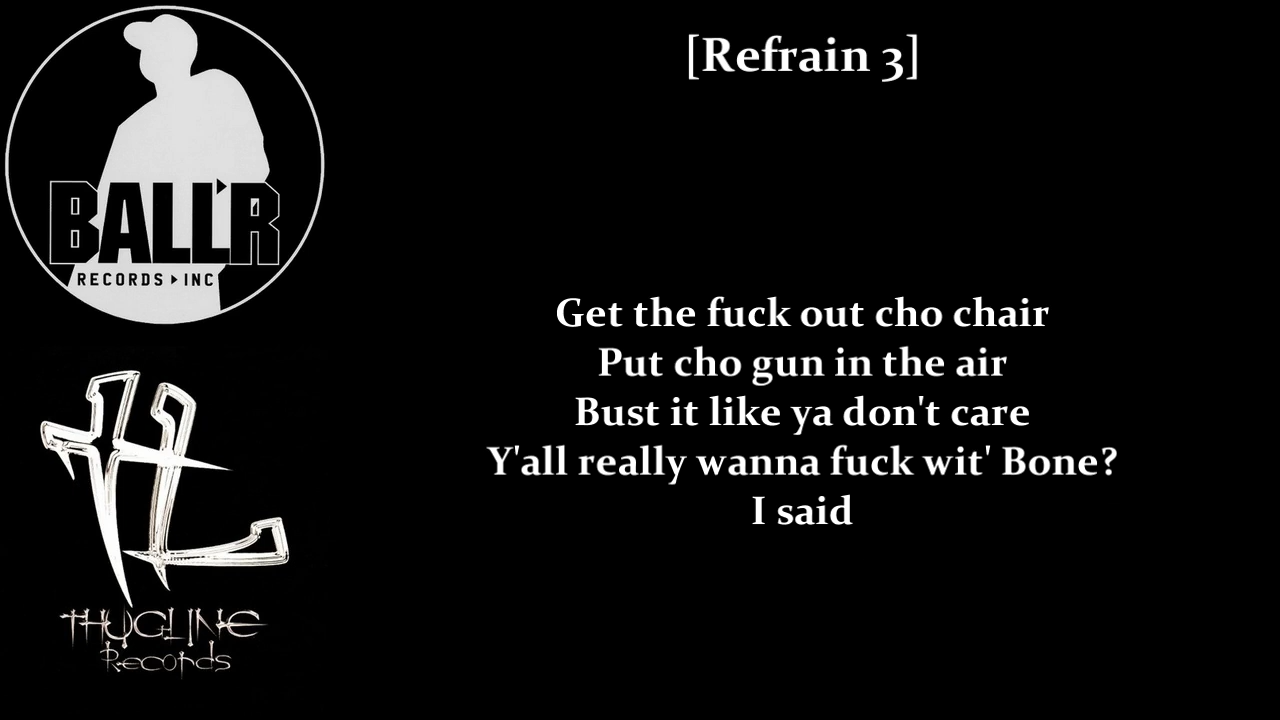 BALL'R
RECORDS INC
TL
THUGLINE
Records
[Refrain 3]
Get the fuck out cho chair
Put cho gun in the air
Bust it like ya don't care
Y'all really wanna fuck wit' Bone?
I said